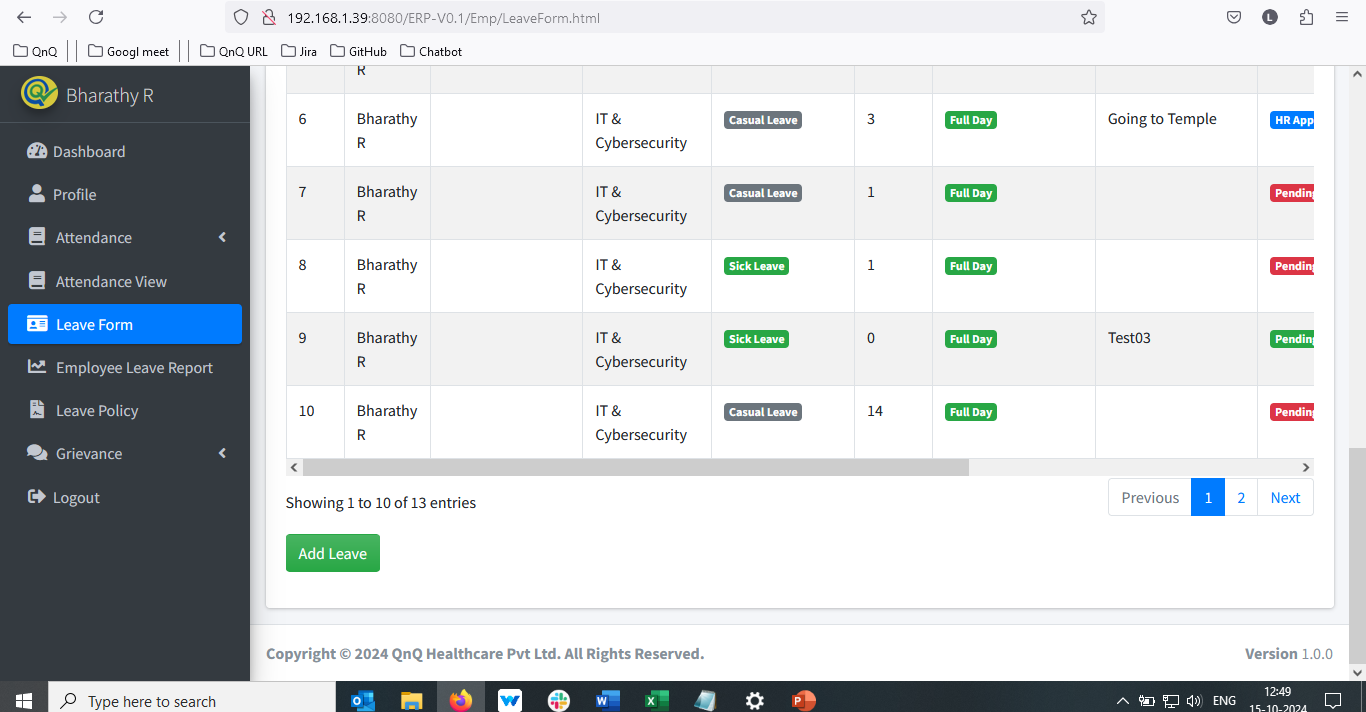 192.168.1.39:8080/ERP-V0.1/Emp/LeaveForm.html
L
QnQ
Googl meet
QnQ URL
Jira
GitHub
Chatbot
Bharathy R
Dashboard
Profile
Attendance
Attendance View
Leave Form
Employee Leave Report
Leave Policy
Grievance
Logout
R
6 Bharathy IT & Casual Leave 3 Full Day Going to Temple HR App
R Cybersecurity
7 Bharathy IT & Casual Leave 1 Full Day Pending
R Cybersecurity
8 Bharathy IT & Sick Leave 1 Full Day Pending
R Cybersecurity
9 Bharathy IT & Sick Leave 0 Full Day Test03 Pending
R Cybersecurity
10 Bharathy IT & Casual Leave 14 Full Day Pending
R Cybersecurity
Showing 1 to 10 of 13 entries
Previous 1 2 Next
Add Leave
Copyright © 2024 QnQ Healthcare Pvt Ltd. All Rights Reserved.
Version 1.0.0
Type here to search
ENG
12:49
15-10-2024